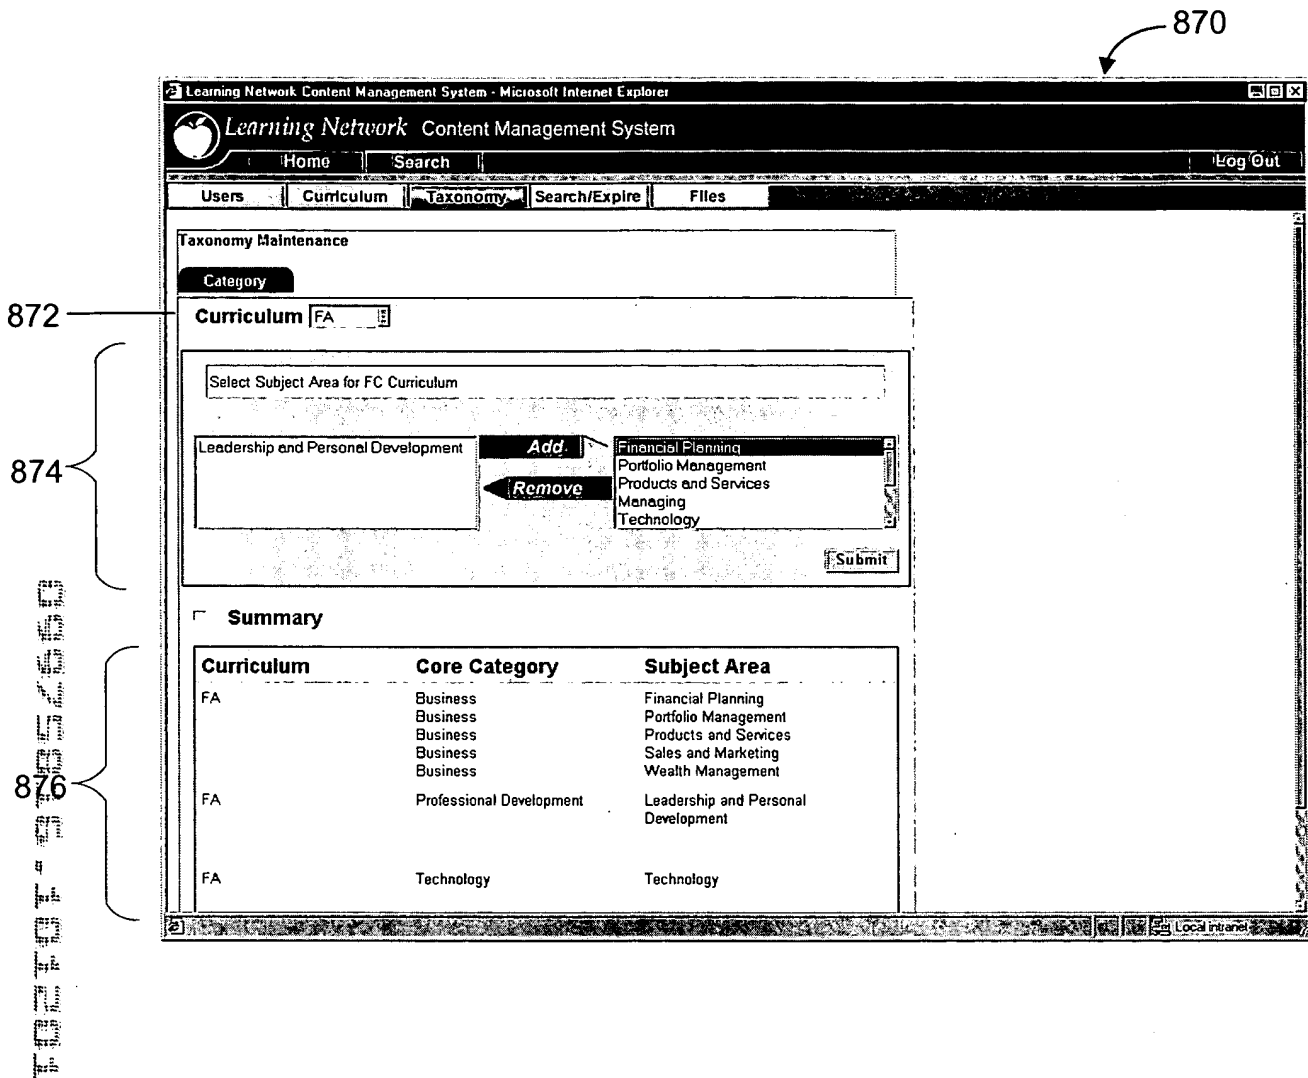 870
Learning Network Content Management System - Microsoft Internet Explorer
Learning Network Content Management System
Home Search Log Out
Users Curriculum Taxonomy Search/Expire Files
Taxonomy Maintenance
Category
872
Curriculum FA
Select Subject Area for FC Curriculum
874
Leadership and Personal Development Add Financial Planning
Portfolio Management
Remove Products and Services
Managing
Technology
Submit
Summary
876
Curriculum Core Category Subject Area
FA Business Financial Planning
Business Portfolio Management
Business Products and Services
Business Sales and Marketing
Business Wealth Management
FA Professional Development Leadership and Personal
Development
FA Technology Technology
Local intranet